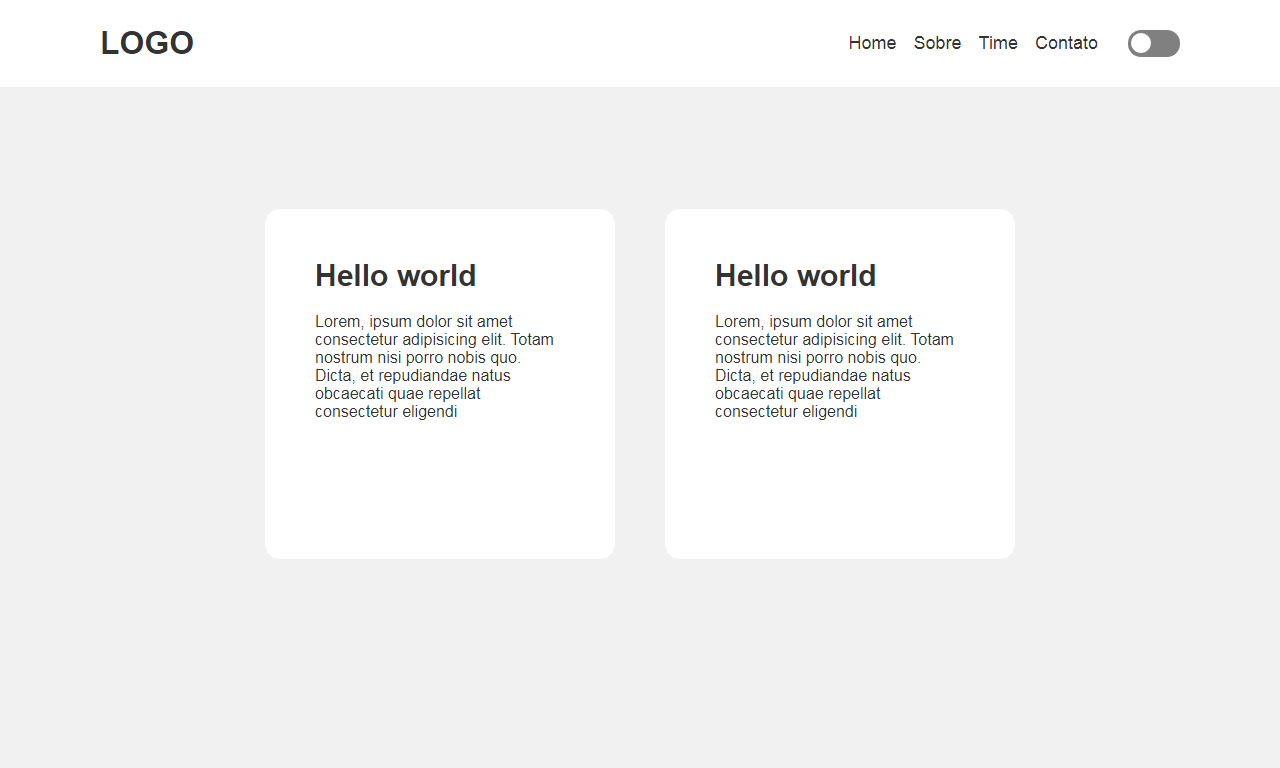 LOGO
Home Sobre Time Contato
Hello world
Lorem, ipsum dolor sit amet
consectetur adipisicing elit. Totam
nostrum nisi porro nobis quo.
Dicta, et repudiandae natus
obcaecati quae repellat
consectetur eligendi
Hello world
Lorem, ipsum dolor sit amet
consectetur adipisicing elit. Totam
nostrum nisi porro nobis quo.
Dicta, et repudiandae natus
obcaecati quae repellat
consectetur eligendi